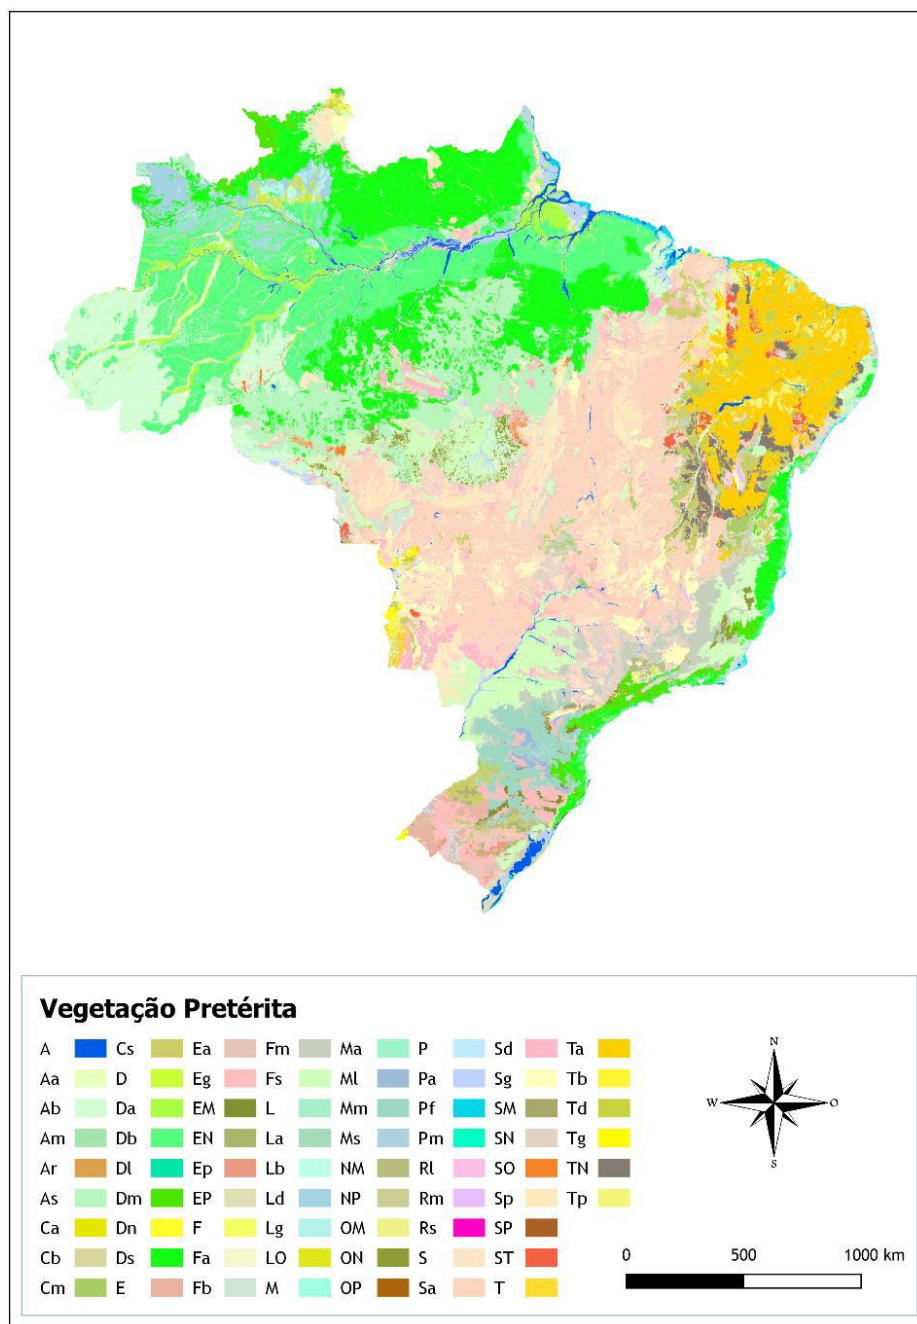 Vegetação Pretérita
A Cs Ea Fm Ma P Sd Ta
Aa D Eg Fs Ml Pa Sg Tb
Ab Da EM L Mm Pf SM Td
Am Db EN La Ms Pm SN Tg
Ar Dl Ep Lb NM Rl SO TN
As Dm EP Ld NP Rm Sp Tp
Ca Dn F Lg OM Rs SP
Cb Ds Fa LO ON S ST
Cm E Fb M OP Sa T
N
W O
S
0 500 1000 km